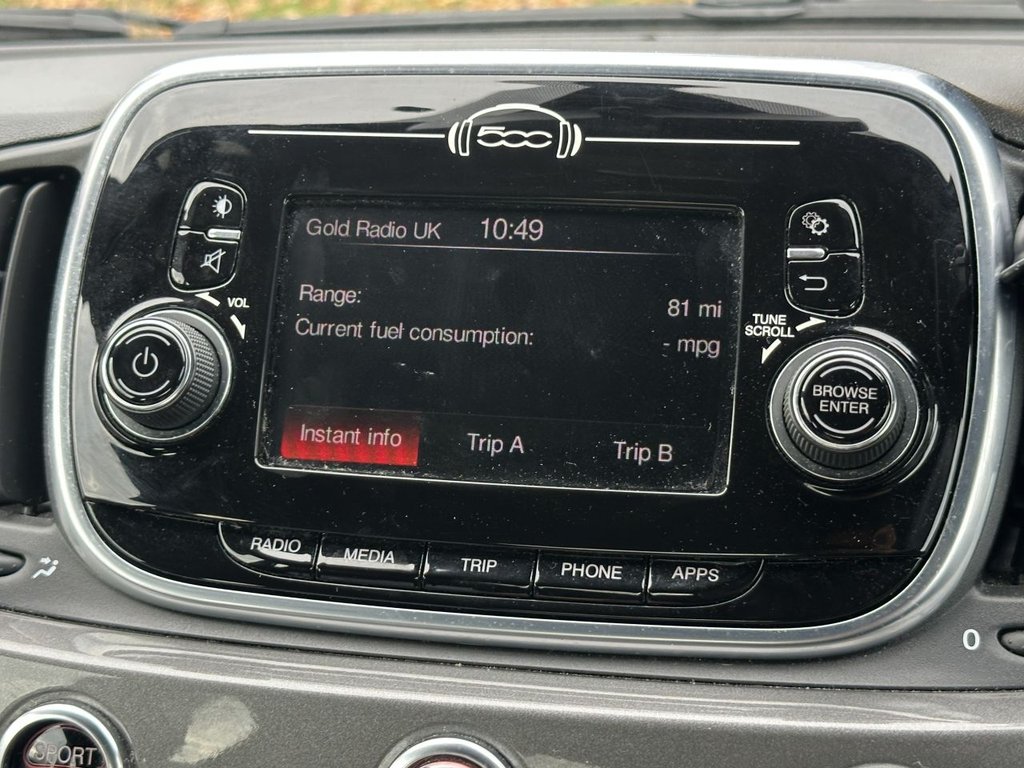 500
VOL
Gold Radio UK 10:49
Range: 81 mi
Current fuel consumption: - mpg
Instant info Trip A Trip B
TUNE
SCROLL
BROWSE
ENTER
RADIO MEDIA TRIP PHONE APPS
0
SPORT